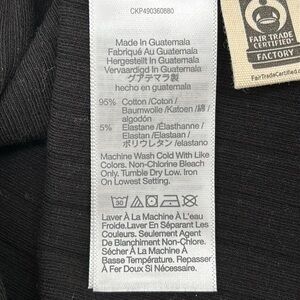 CKP490360880
Made In Guatemala
Fabriqué Au Guatemala
Hergestellt In Guatemala
Vervaardigd In Guatemala
グアテマラ製
hecho en guatemala
95% Cotton /Coton /
Baumwolle /Katoen /綿 /
algodón
5% Elastane /Élasthanne /
Elastan /Elastaan /
ポリウレタン /elastano
Machine Wash Cold With Like
Colors. Non-Chlorine Bleach
Only. Tumble Dry Low. Iron
On Lowest Setting.
30
Laver À La Machine À L'eau
Froide.Laver En Séparant Les
Couleurs. Seulement Agent
De Blanchiment Non-Chlore.
Sécher À La Machine À
Basse Température. Repasser
À Fer Doux Si Nécessaire.
FAIR TRADE
CERTIFIED
FACTORY
FairTradeCertified